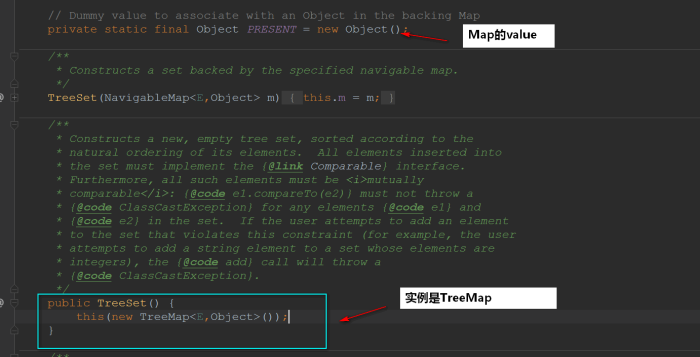 // Dummy value to associate with an Object in the backing Map
private static final Object PRESENT = new Object();
Map的value
/**
* Constructs a set backed by the specified navigable map.
*/
TreeSet(NavigableMap<E,Object> m) { this.m = m; }
/**
* Constructs a new, empty tree set, sorted according to the
* natural ordering of its elements.  All elements inserted into
* the set must implement the {@link Comparable} interface.
* Furthermore, all such elements must be <i>mutually
* comparable</i>: {@code e1.compareTo(e2)} must not throw a
* {@code ClassCastException} for any elements {@code e1} and
* {@code e2} in the set.  If the user attempts to add an element
* to the set that violates this constraint (for example, the user
* attempts to add a string element to a set whose elements are
* integers), the {@code add} call will throw a
* {@code ClassCastException}.
*/
实例是TreeMap
public TreeSet() {
this(new TreeMap<E,Object>());
}
/**